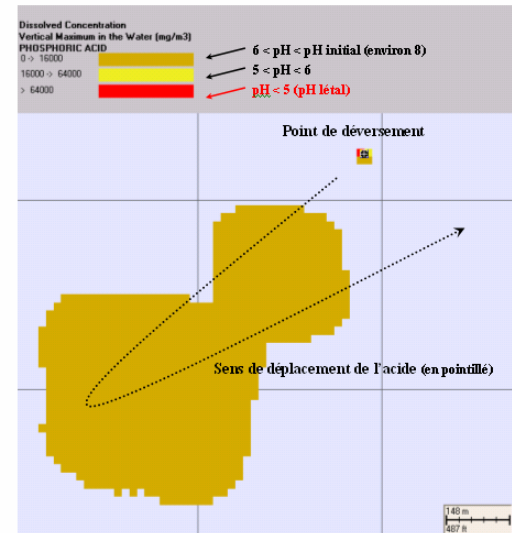 Dissolved Concentration
Vertical Maximum in the Water (mg/m3)
PHOSPHORIC ACID
0 -> 16000
6 < pH < pH initial (environ 8)
16000 -> 64000
5 < pH < 6
> 64000
pH < 5 (pH létal)
Point de déversement
Sens de déplacement de l'acide (en pointillé)
148 m
487 ft